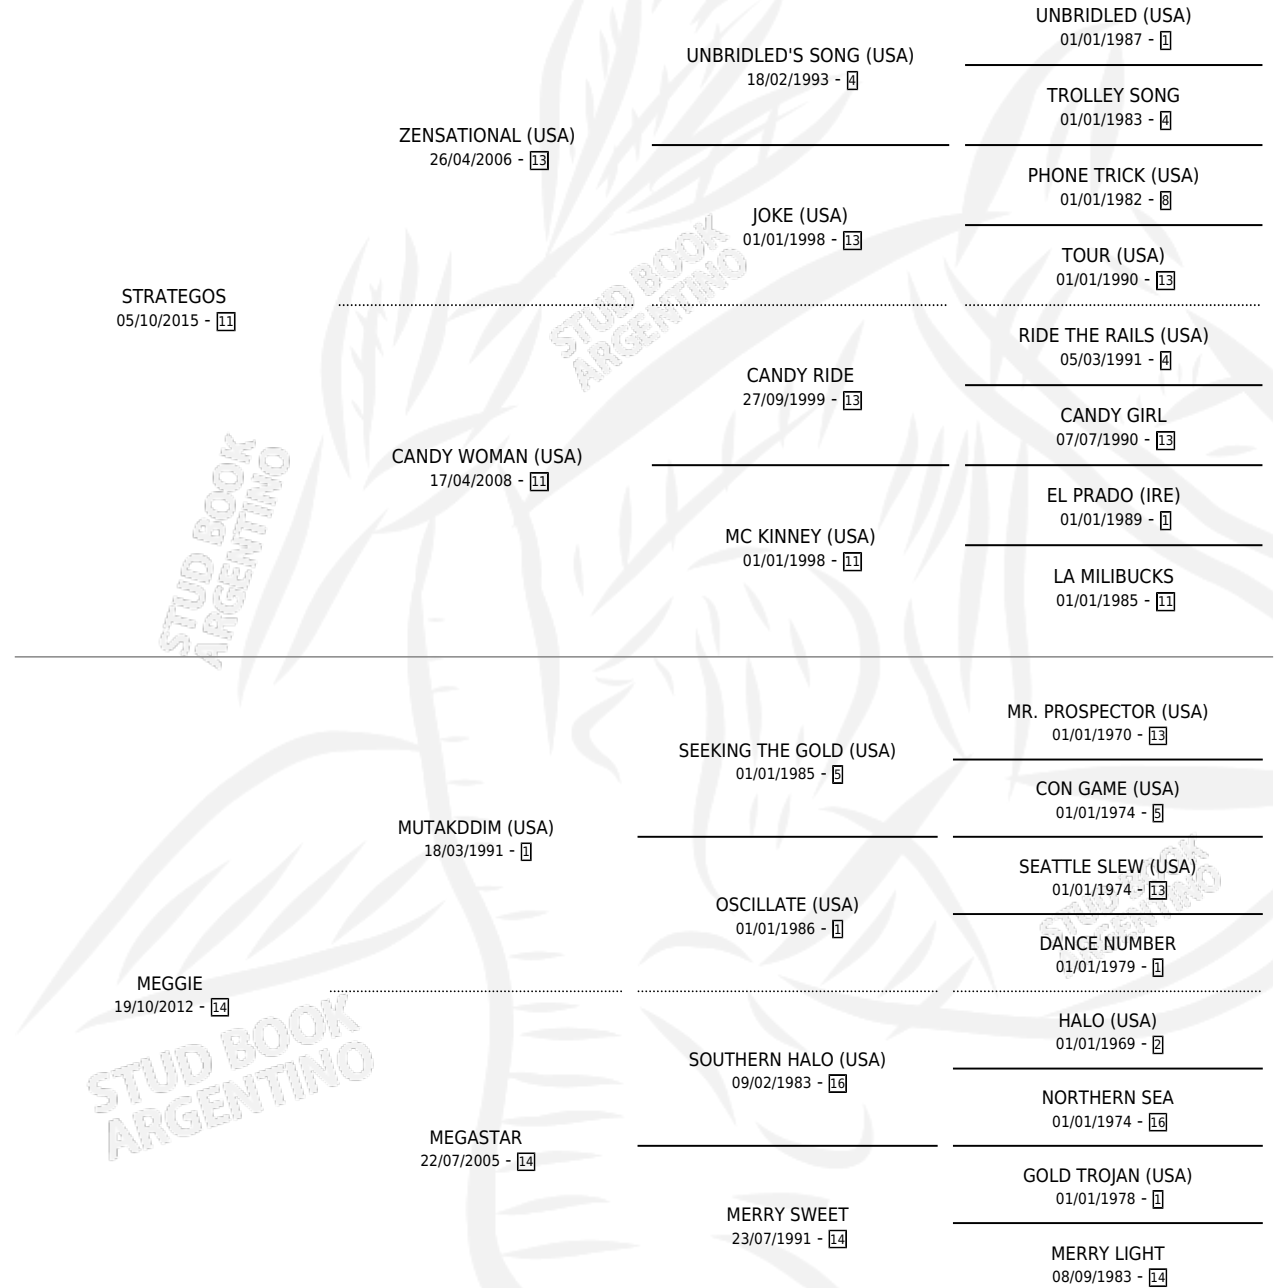 UNBRIDLED (USA)
01/01/1987 - 1
UNBRIDLED'S SONG (USA)
18/02/1993 - 4
TROLLEY SONG
01/01/1983 - 4
ZENSATIONAL (USA)
26/04/2006 - 13
PHONE TRICK (USA)
01/01/1982 - 8
JOKE (USA)
01/01/1998 - 13
TOUR (USA)
01/01/1990 - 13
STRATEGOS
05/10/2015 - 11
RIDE THE RAILS (USA)
05/03/1991 - 4
CANDY RIDE
27/09/1999 - 13
CANDY GIRL
07/07/1990 - 13
CANDY WOMAN (USA)
17/04/2008 - 11
EL PRADO (IRE)
01/01/1989 - 1
MC KINNEY (USA)
01/01/1998 - 11
LA MILIBUCKS
01/01/1985 - 11
MR. PROSPECTOR (USA)
01/01/1970 - 13
SEEKING THE GOLD (USA)
01/01/1985 - 5
CON GAME (USA)
01/01/1974 - 5
MUTAKDDIM (USA)
18/03/1991 - 1
SEATTLE SLEW (USA)
01/01/1974 - 13
OSCILLATE (USA)
01/01/1986 - 1
DANCE NUMBER
01/01/1979 - 1
MEGGIE
19/10/2012 - 14
HALO (USA)
01/01/1969 - 2
SOUTHERN HALO (USA)
09/02/1983 - 16
NORTHERN SEA
01/01/1974 - 16
MEGASTAR
22/07/2005 - 14
GOLD TROJAN (USA)
01/01/1978 - 1
MERRY SWEET
23/07/1991 - 14
MERRY LIGHT
08/09/1983 - 14
STUD BOOK
ARGENTINO
STUD BOOK
ARGENTINO
STUD BOOK
ARGENTINO
STUD BOOK
ARGENTINO